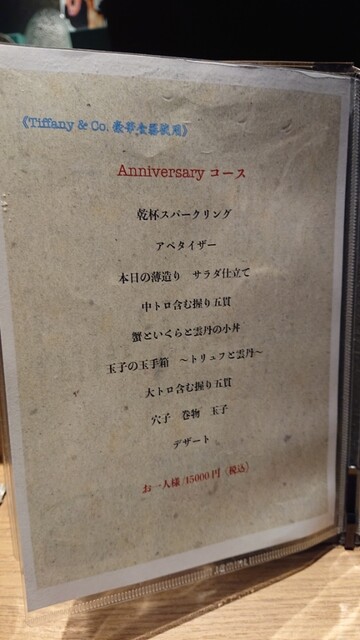 《Tiffany & Co. 豪華食器使用》
Anniversary コース
乾杯スパークリング
アペタイザー
本日の薄造り　サラダ仕立て
中トロ含む握り五貫
蟹といくらと雲丹の小丼
玉子の玉手箱　～トリュフと雲丹～
大トロ含む握り五貫
穴子　巻物　玉子
デザート
お一人様/15000円（税込）